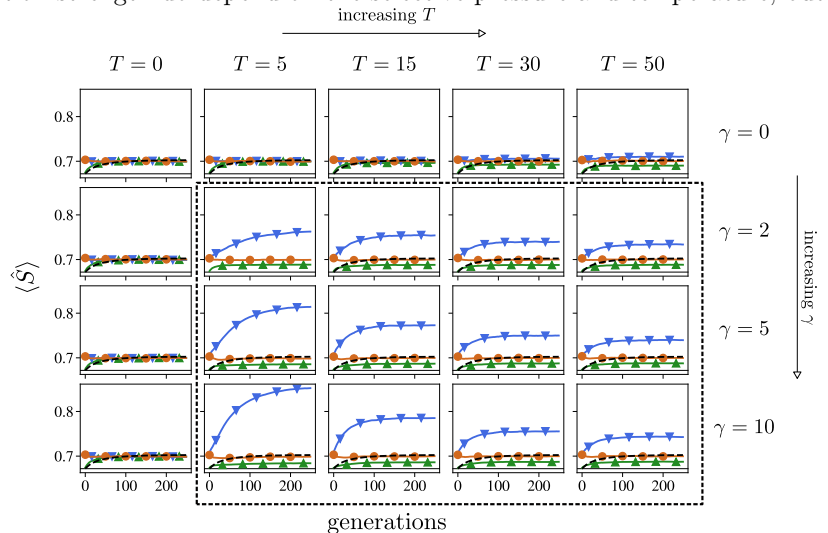 increasing T
T = 0 T = 5 T = 15 T = 30 T = 50
0.8
0.7
γ = 0
0.8
0.7
γ = 2
⟨Ŝ⟩
increasing γ
0.8
0.7
γ = 5
0.8
0.7
γ = 10
0 100 200 0 100 200 0 100 200 0 100 200 0 100 200
generations